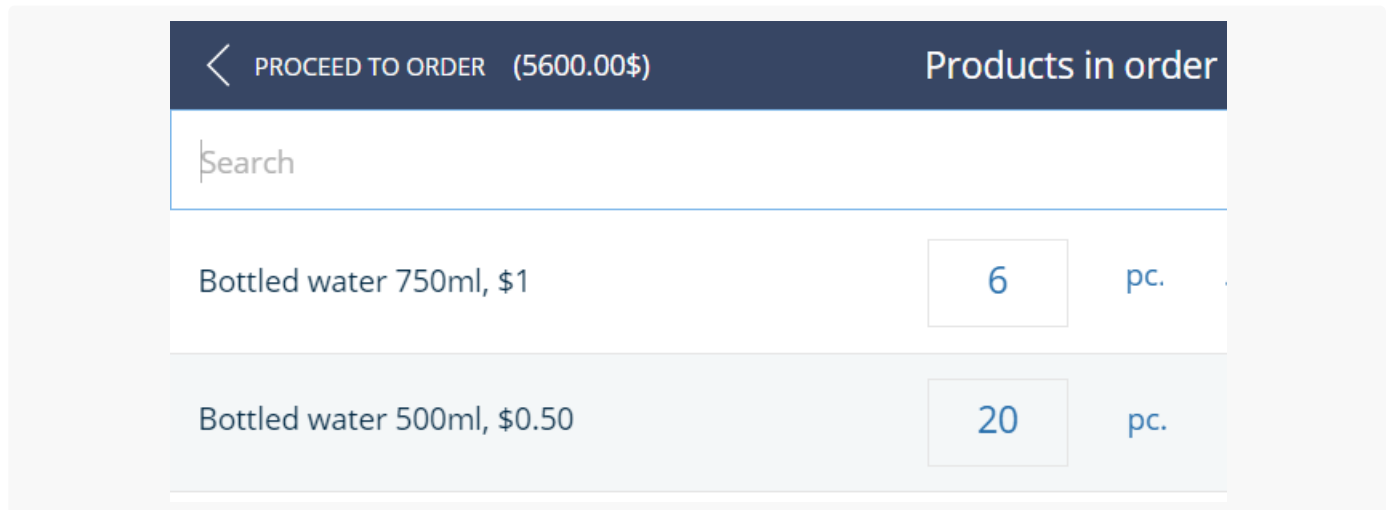 PROCEED TO ORDER (5600.00$) Products in order
Search
Bottled water 750ml, $1 6 pc.
Bottled water 500ml, $0.50 20 pc.